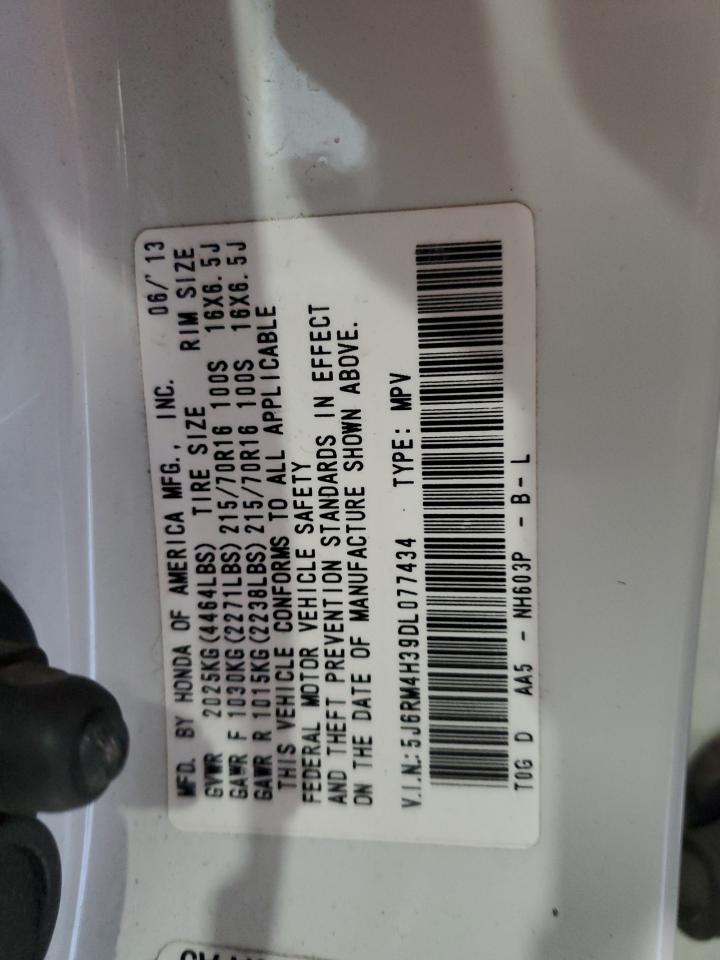 MFD. BY HONDA OF AMERICA MFG., INC. 06/'13
GVWR 2025KG(4464LBS) TIRE SIZE RIM SIZE
GAWR F 1030KG(2271LBS) 215/70R16 100S 16X6.5J
GAWR R 1015KG(2238LBS) 215/70R16 100S 16X6.5J
THIS VEHICLE CONFORMS TO ALL APPLICABLE
FEDERAL MOTOR VEHICLE SAFETY
AND THEFT PREVENTION STANDARDS IN EFFECT
ON THE DATE OF MANUFACTURE SHOWN ABOVE.
V.I.N.:5J6RM4H39DL077434 TYPE: MPV
T0G D AA5 - NH603P - B - L